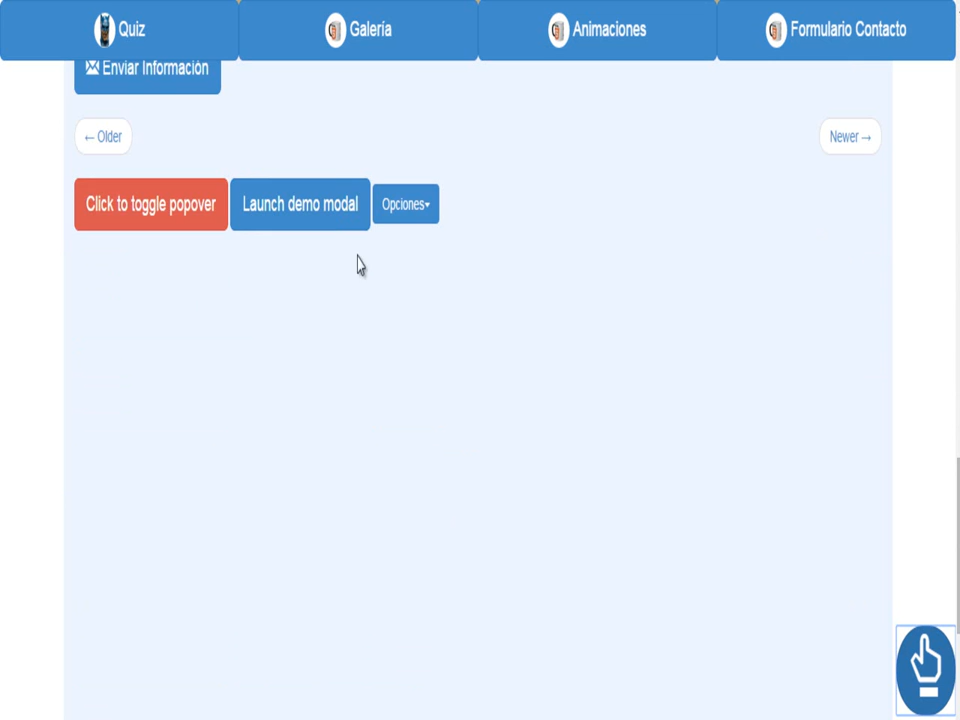 Quiz
Galería
Animaciones
Formulario Contacto
Enviar Información
← Older
Newer →
Click to toggle popover
Launch demo modal
Opciones